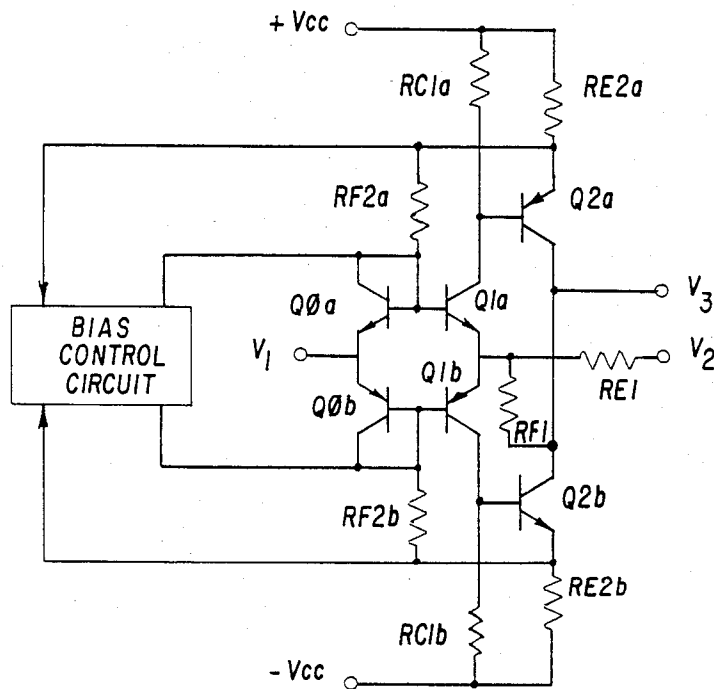 + Vcc
RC1a
RE2a
RF2a
Q2a
QØa
Q1a
V3
BIAS
CONTROL
CIRCUIT
V1
Q1b
V2
RE1
QØb
RF1
Q2b
RF2b
RE2b
RC1b
- Vcc